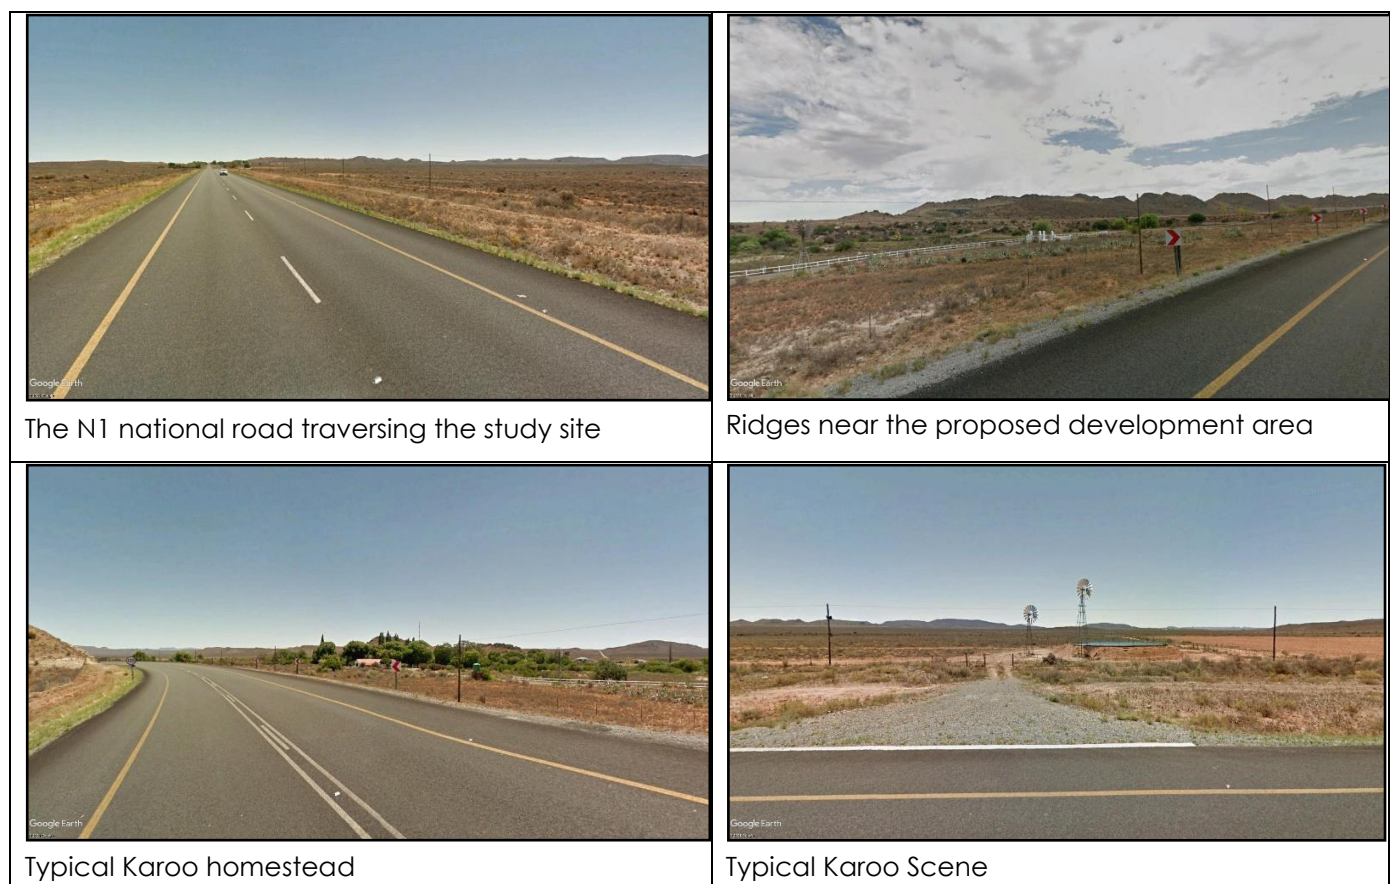 Google Earth
Google Earth
The N1 national road traversing the study site
Ridges near the proposed development area
Google Earth
Google Earth
Typical Karoo homestead
Typical Karoo Scene